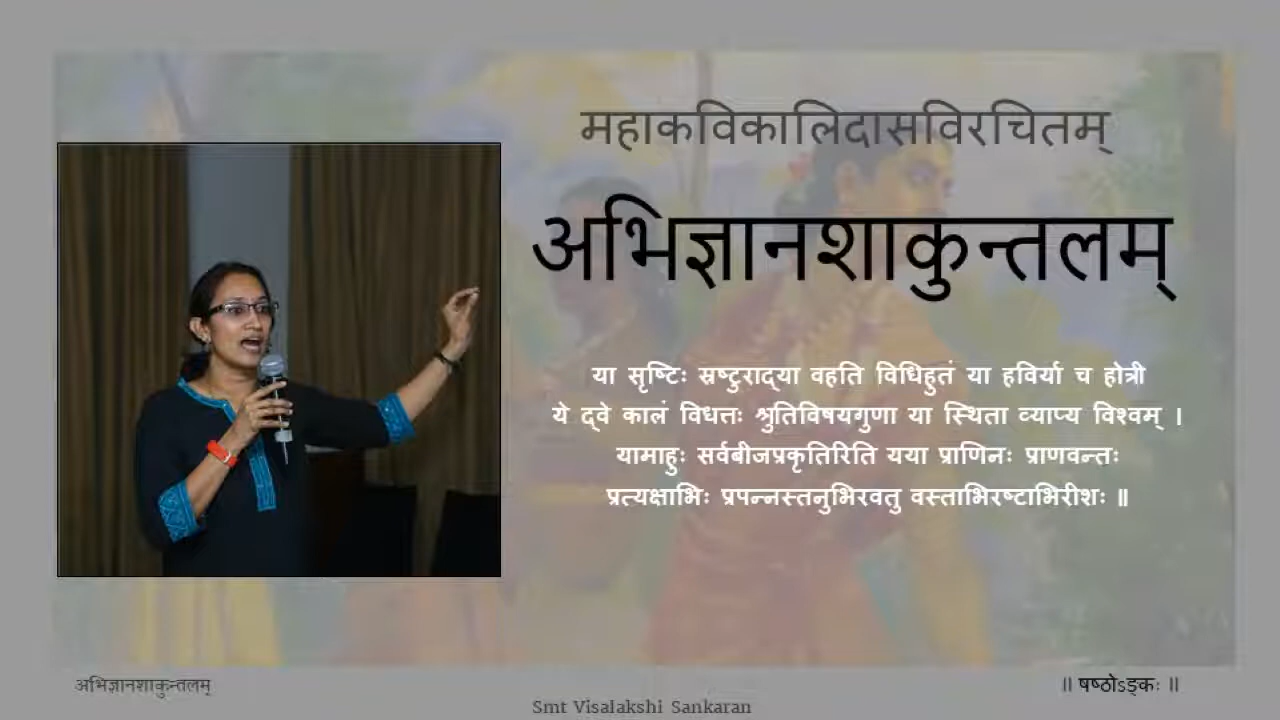 महाकविकालिदासविरचितम्
अभिज्ञानशाकुन्तलम्
या सृष्टिः स्रष्टुराद्या वहति विधिहुतं या हविर्या च होत्री
ये द्वे कालं विधत्तः श्रुतिविषयगुणा या स्थिता व्याप्य विश्वम् ।
यामाहुः सर्वबीजप्रकृतिरिति यया प्राणिनः प्राणवन्तः
प्रत्यक्षाभिः प्रपन्नस्तनुभिरवतु वस्ताभिरष्टाभिरीशः ॥
अभिज्ञानशाकुन्तलम्
॥ षष्ठोऽङ्कः ॥
Smt Visalakshi Sankaran